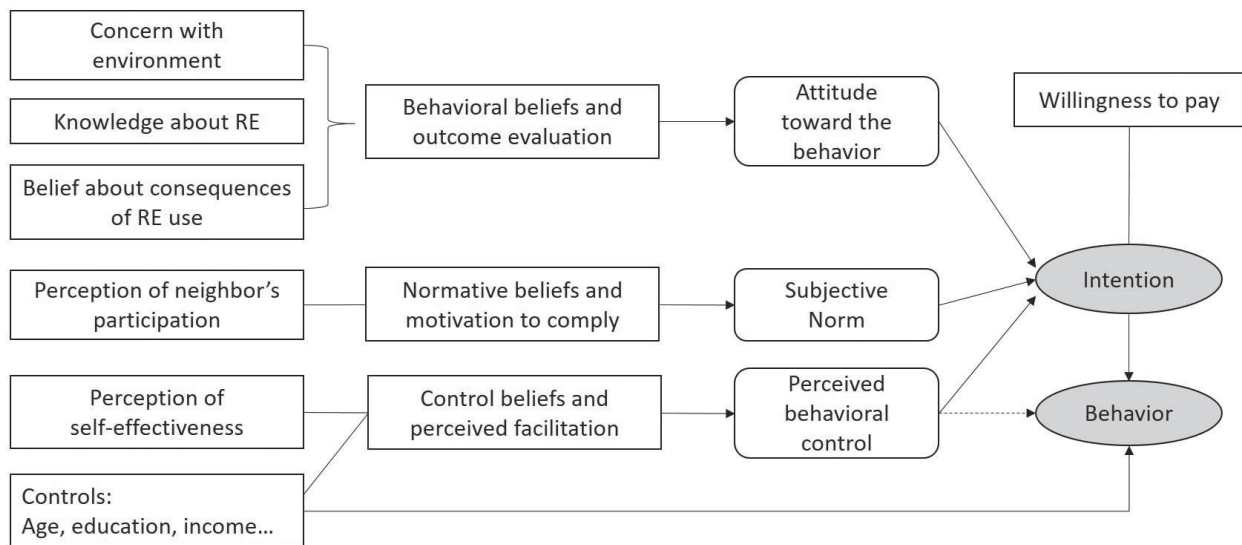 Concern with
environment
Knowledge about RE
Belief about consequences
of RE use
Behavioral beliefs and
outcome evaluation
Attitude
toward the
behavior
Willingness to pay
Perception of neighbor’s
participation
Normative beliefs and
motivation to comply
Subjective
Norm
Intention
Perception of
self-effectiveness
Control beliefs and
perceived facilitation
Perceived
behavioral
control
Behavior
Controls:
Age, education, income…